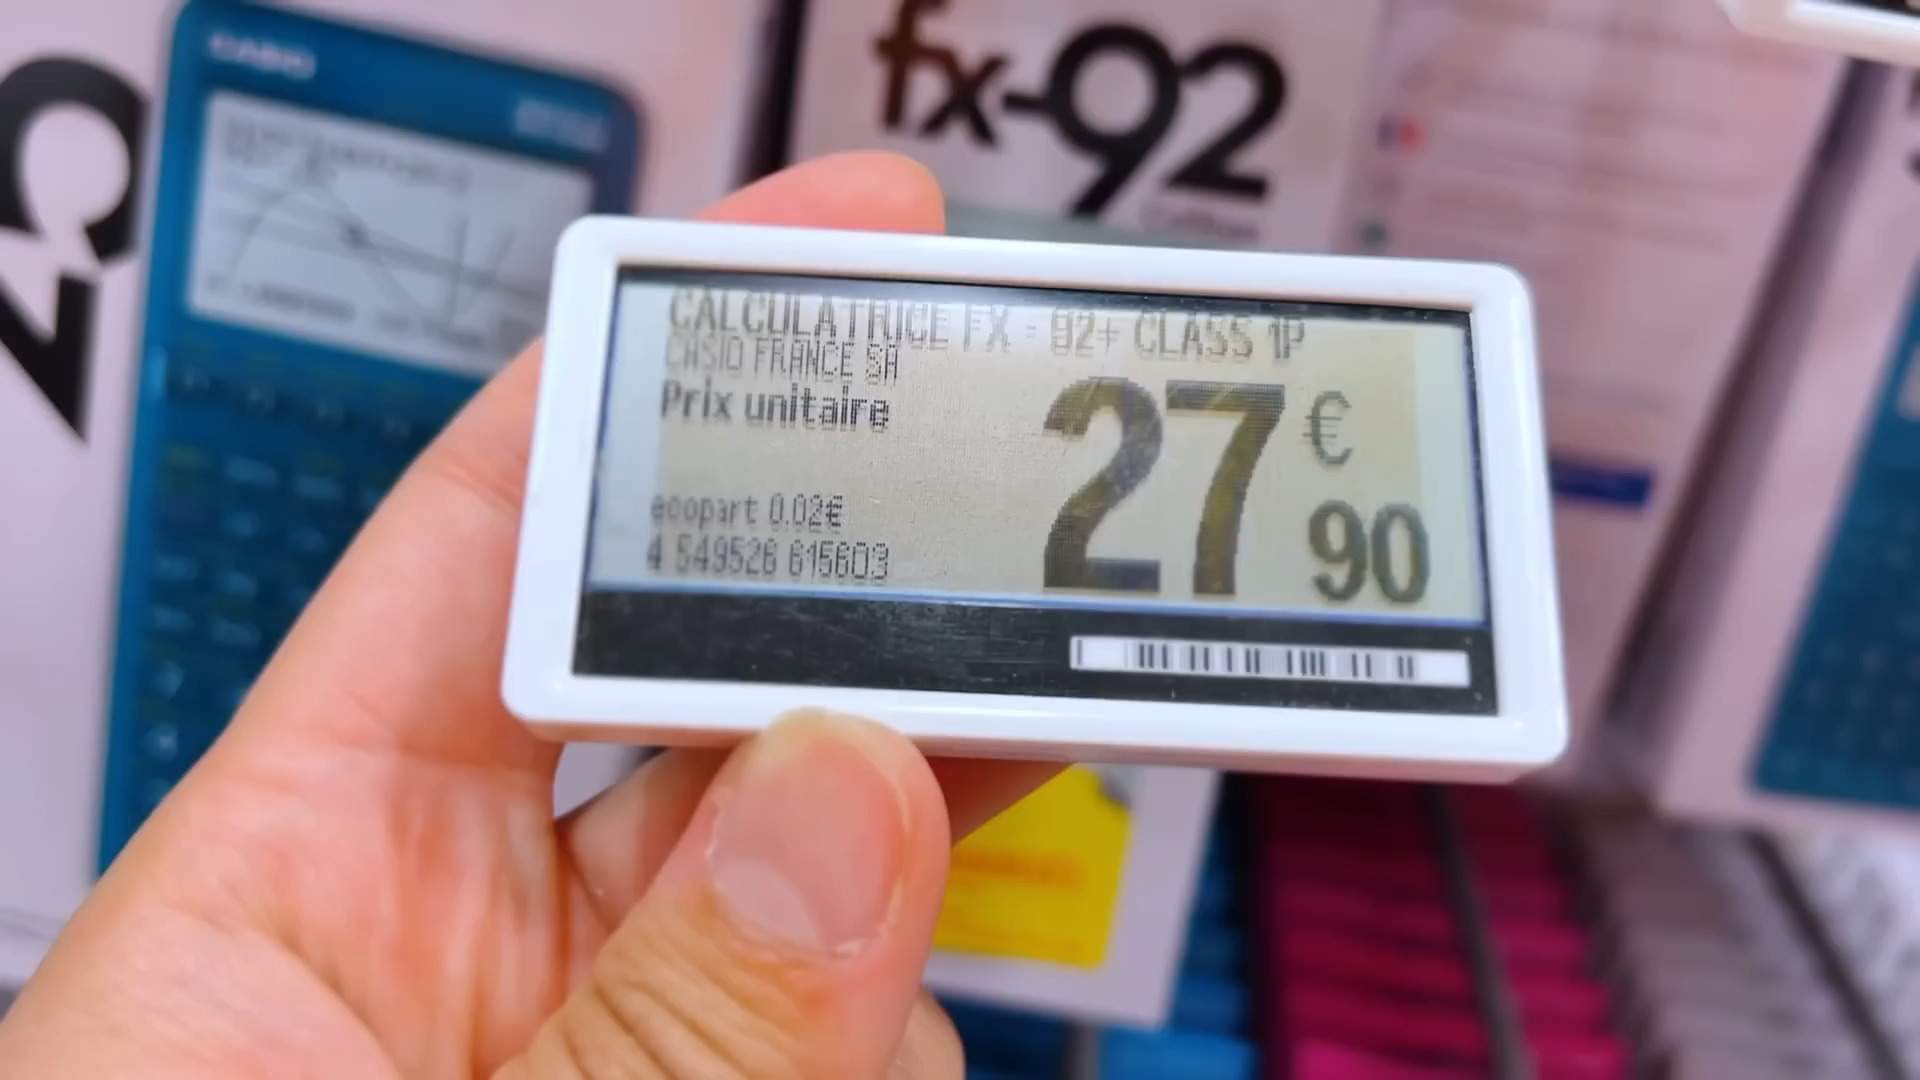 CASIO
fx-92
CALCULATRICE FX - 92+ CLASS 1P
CASIO FRANCE SA
Prix unitaire
27 € 90
ecopart 0.02€
4 549526 615603